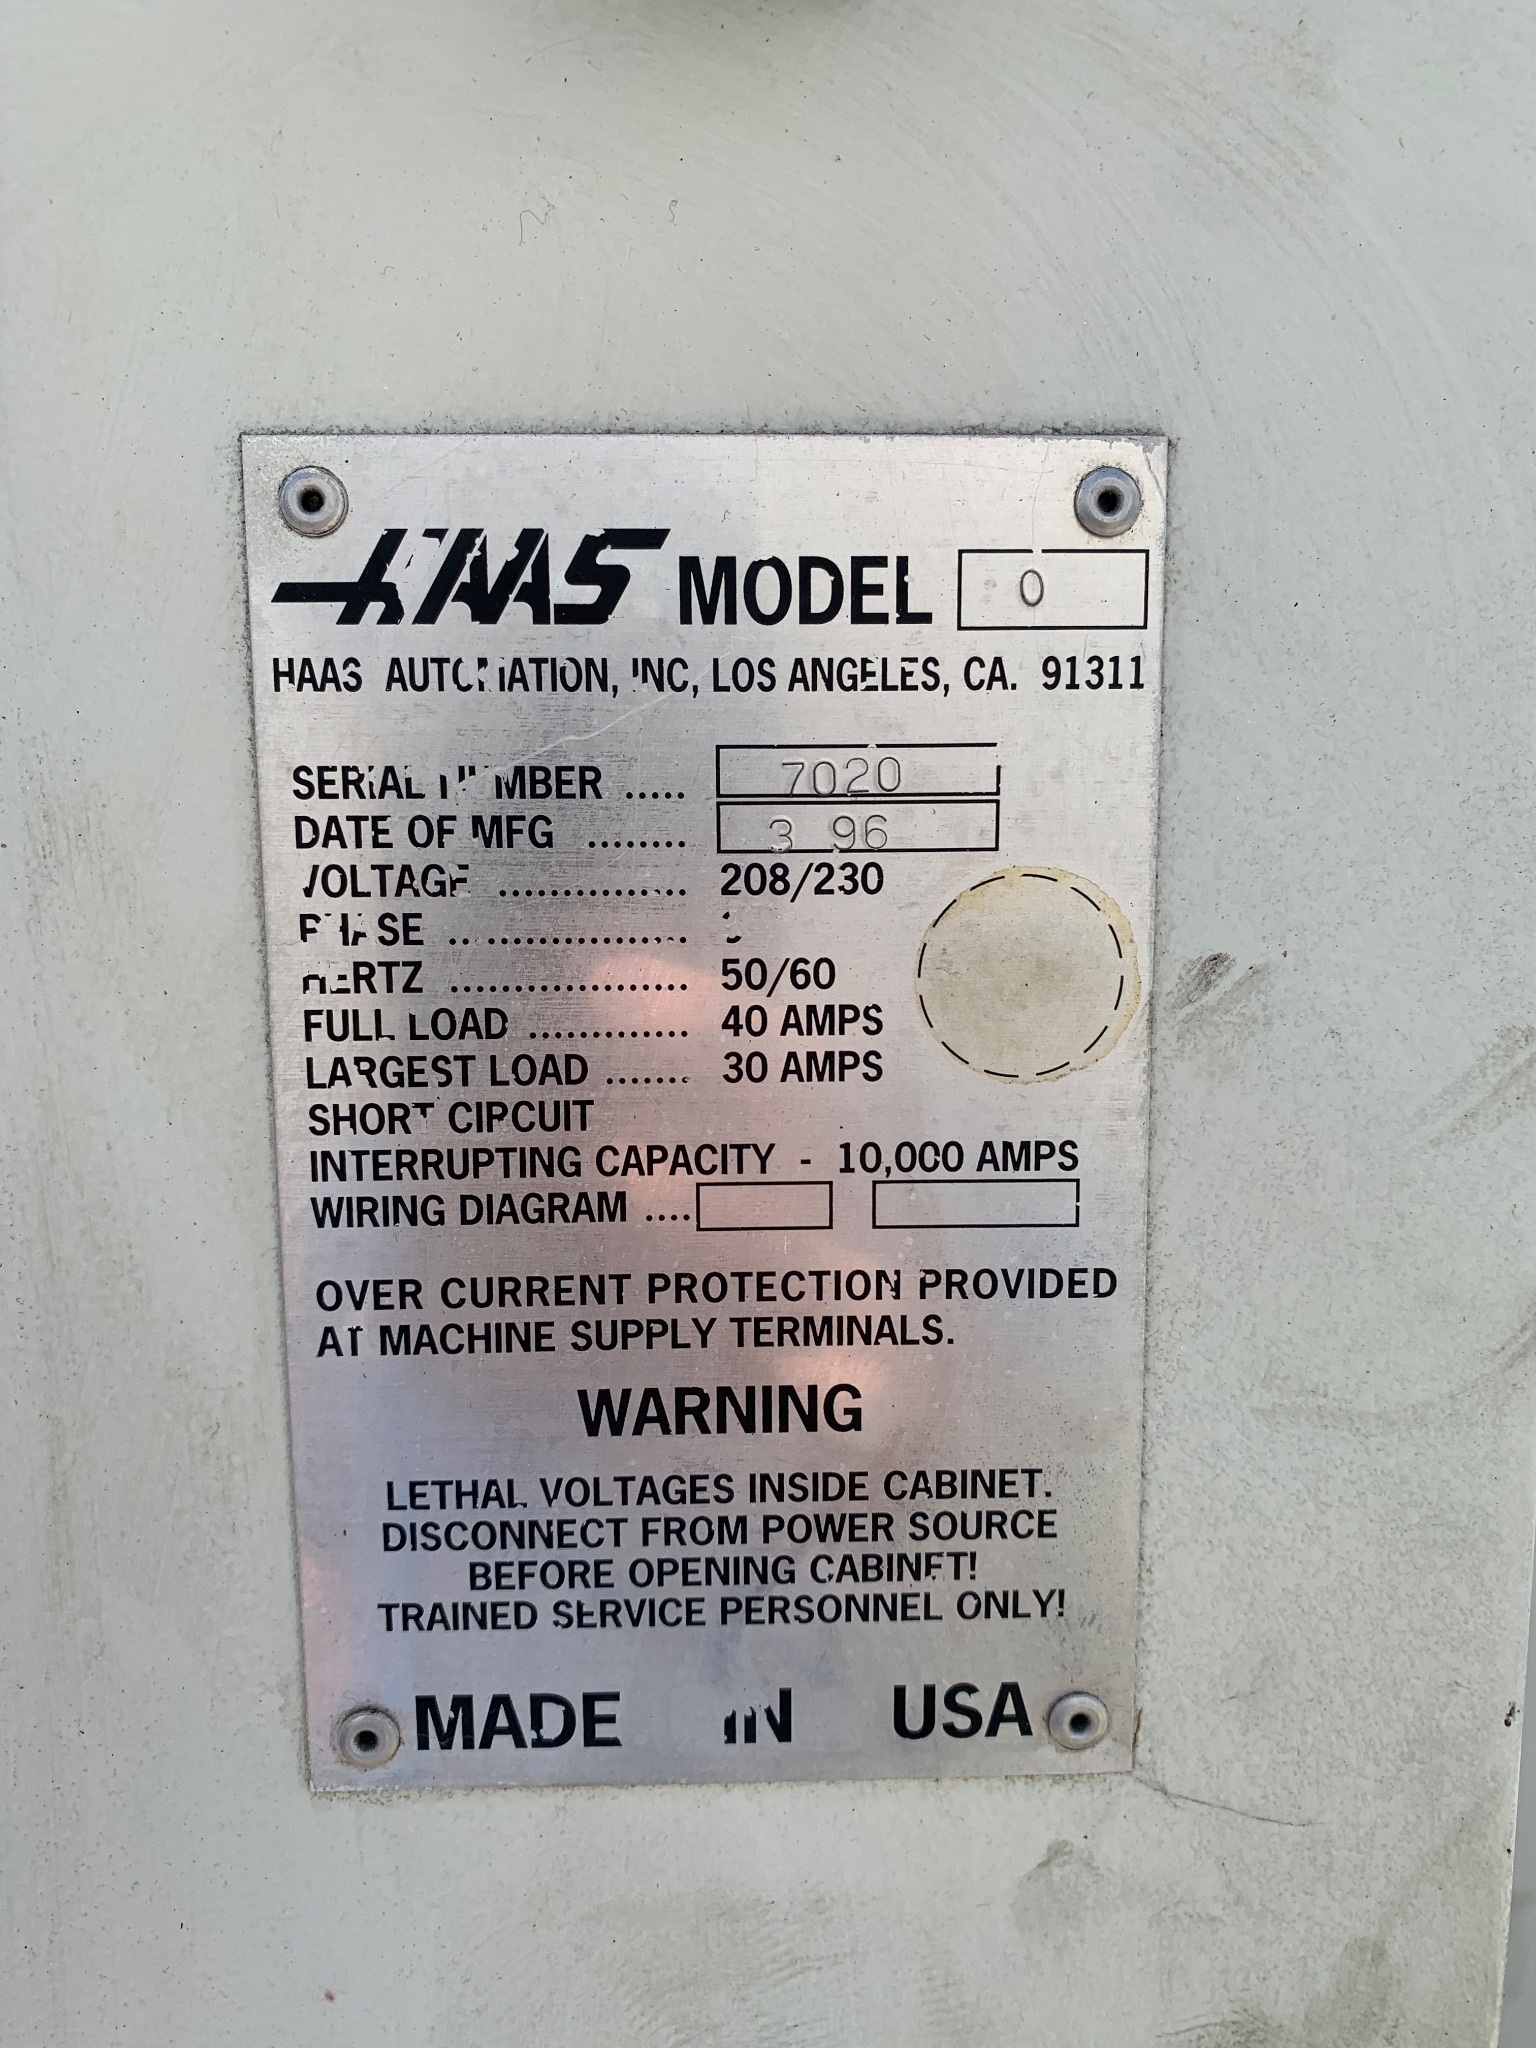 HAAS MODEL 0
HAAS AUTOMATION, INC, LOS ANGELES, CA. 91311
SERIAL NUMBER ..... 7020
DATE OF MFG ........ 3 96
VOLTAGE ............... 208/230
PHASE ...................
HERTZ ................... 50/60
FULL LOAD ............. 40 AMPS
LARGEST LOAD ....... 30 AMPS
SHORT CIRCUIT
INTERRUPTING CAPACITY - 10,000 AMPS
WIRING DIAGRAM ....
OVER CURRENT PROTECTION PROVIDED
AT MACHINE SUPPLY TERMINALS.
WARNING
LETHAL VOLTAGES INSIDE CABINET.
DISCONNECT FROM POWER SOURCE
BEFORE OPENING CABINET!
TRAINED SERVICE PERSONNEL ONLY!
MADE IN USA